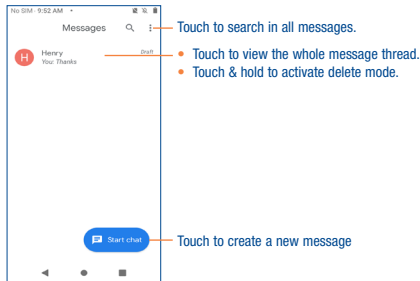 No SIM · 9:52 AM •
Messages
Touch to search in all messages.
Henry
Draft
You: Thanks
• Touch to view the whole message thread.
• Touch & hold to activate delete mode.
Start chat
Touch to create a new message
H